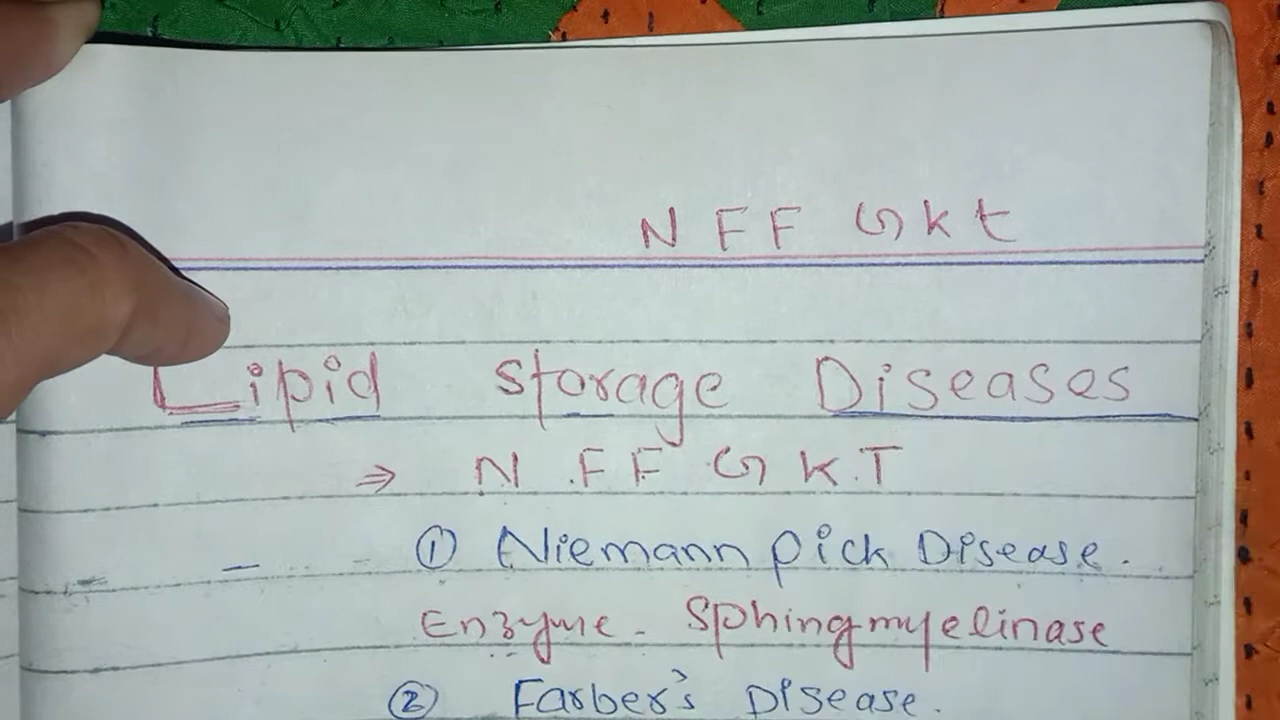 N F F G K t
Lipid storage Diseases
⇒ N . F F G K . T
① Niemann pick Disease.
Enzyme - Sphingmyelinase
② Farber's Disease.